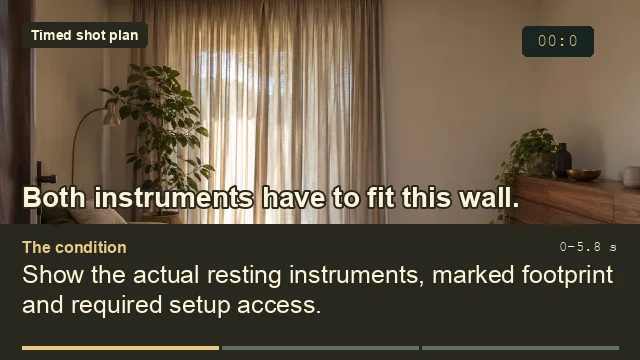 Timed shot plan
00:0
Both instruments have to fit this wall.
The condition
0–5.8 s
Show the actual resting instruments, marked footprint
and required setup access.